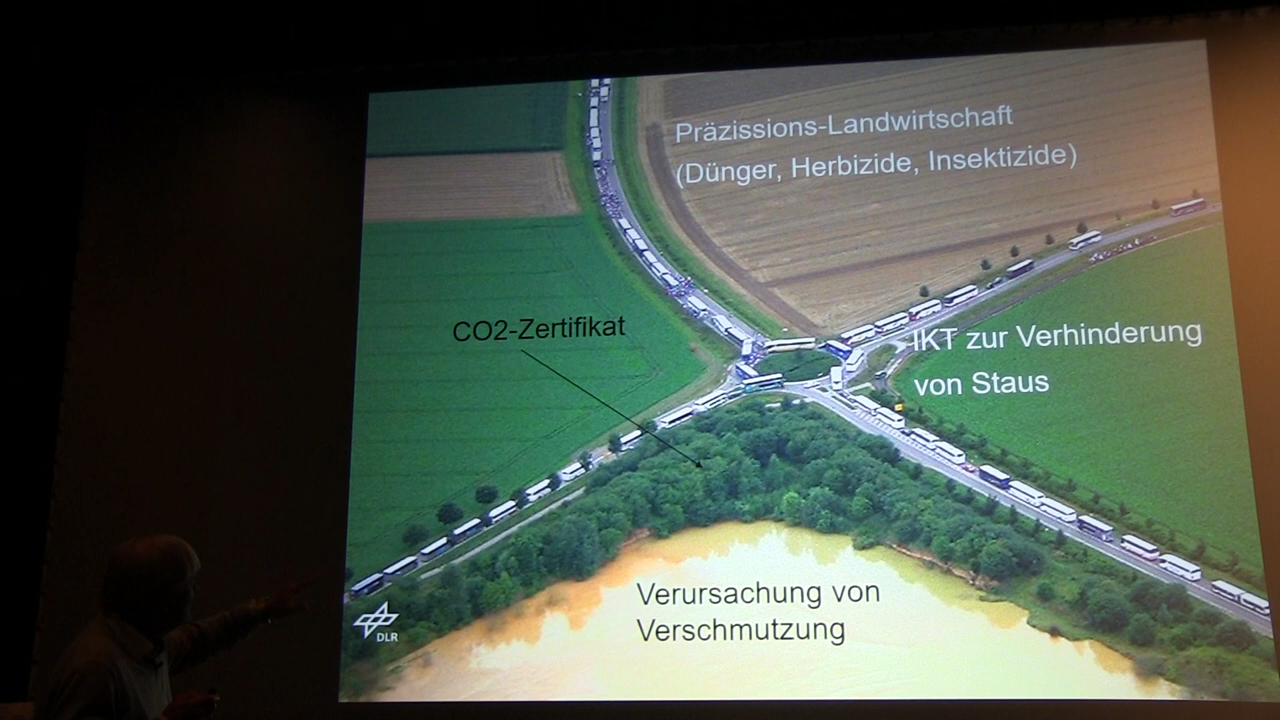 Präzissions-Landwirtschaft
(Dünger, Herbizide, Insektizide)
CO2-Zertifikat
IKT zur Verhinderung
von Staus
Verursachung von
Verschmutzung
DLR